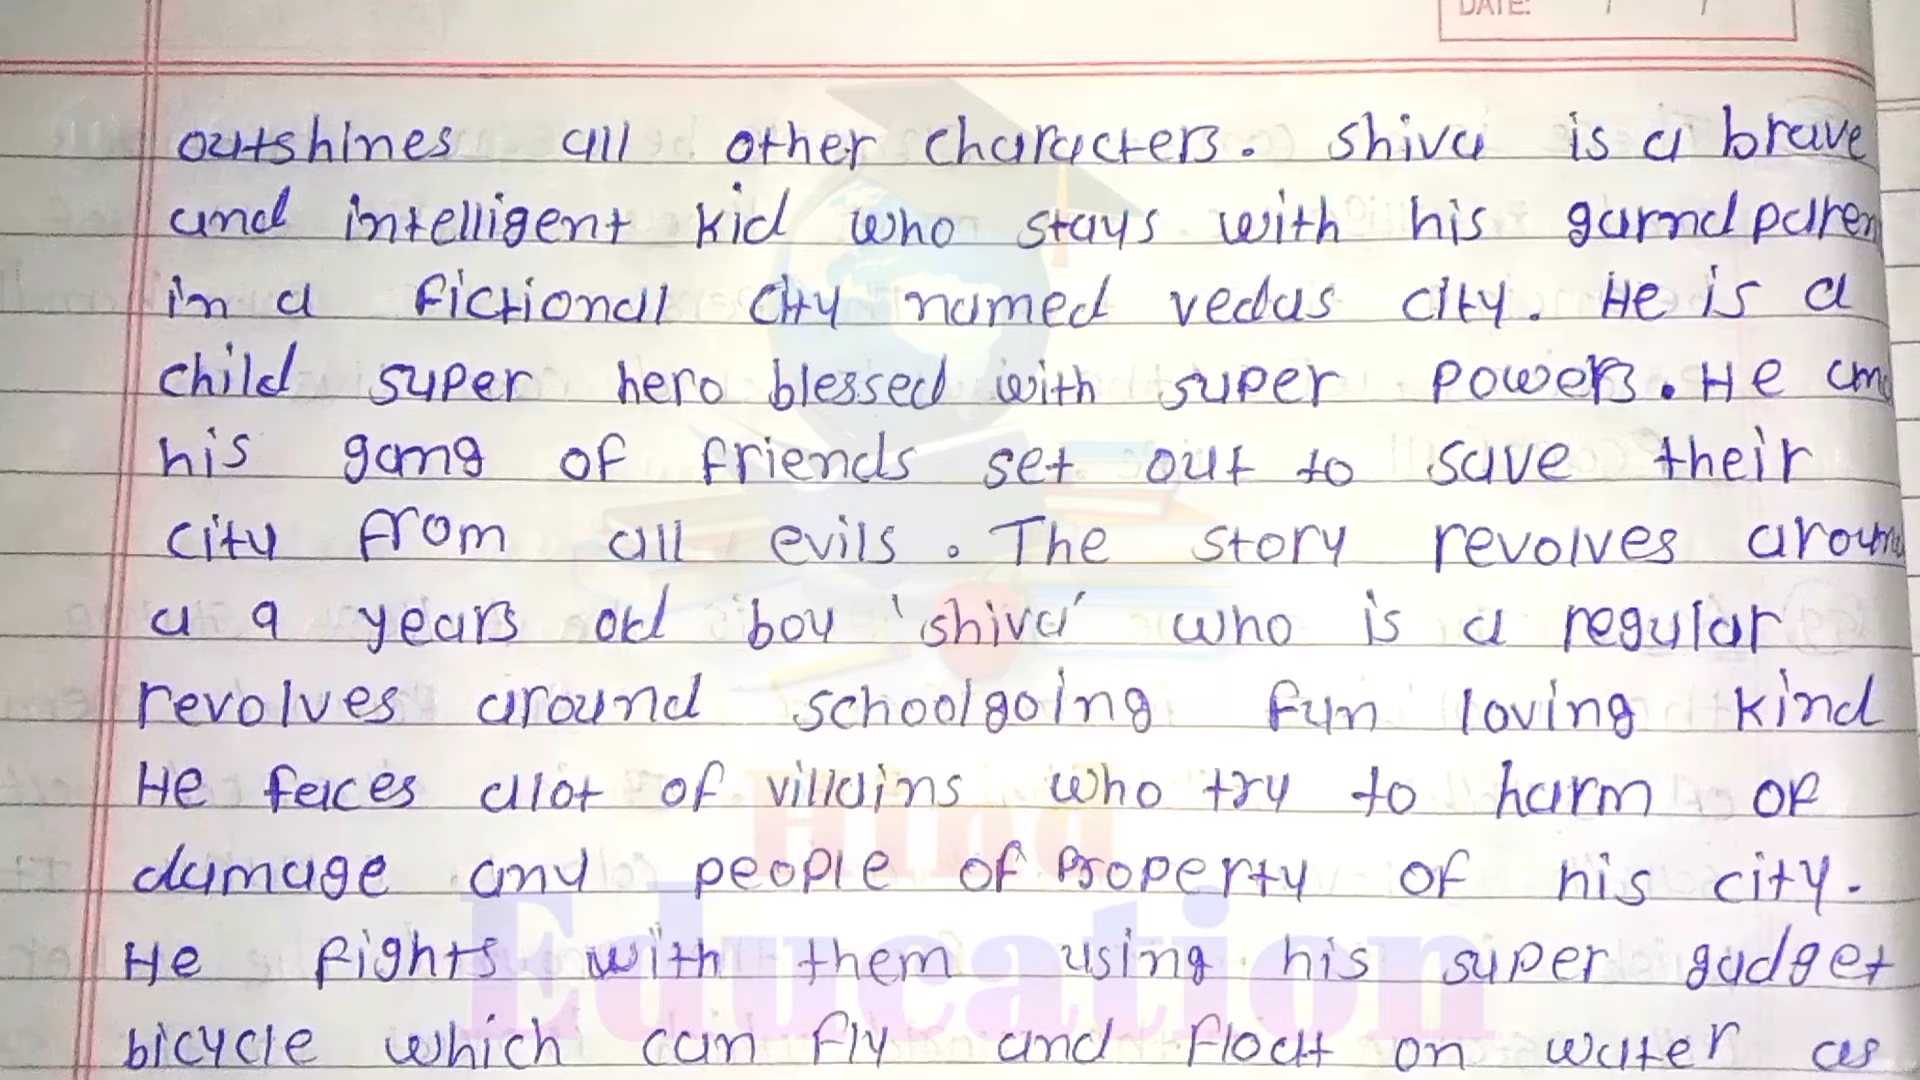 DATE: / /
outshines all other characters. Shiva is a brave
and intelligent kid who stays with his garndparen
in a fictional city named vedas city. He is a
child super hero blessed with super powers. He and
his gang of friends set out to save their
city from all evils. The story revolves aroun
a 9 years old boy 'shiva' who is a regular
revolves around schoolgoing fun loving kind
He faces alot of villains who try to harm or
damage any people of property of his city.
He fights with them using his super gadget
bicycle which can fly and float on water as
Hind
Education